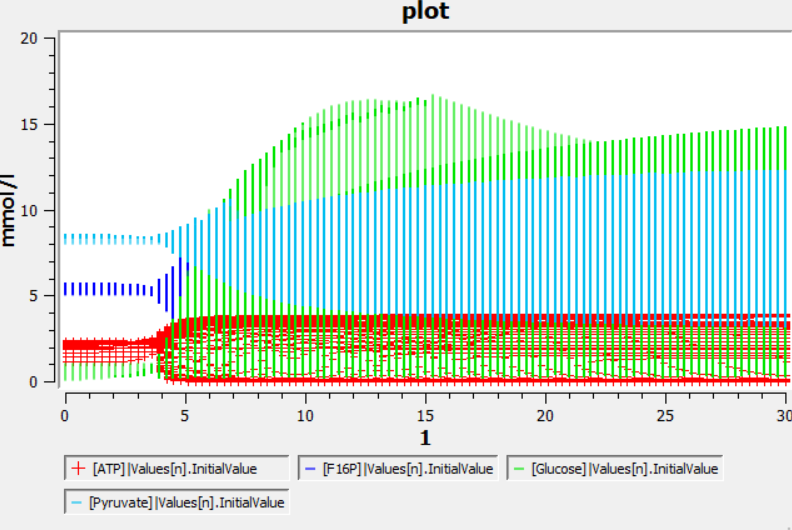 plot
20
15
10
5
0
mmol/l
0 5 10 15 20 25 30
1
[ATP]|Values[n].InitialValue [F16P]|Values[n].InitialValue [Glucose]|Values[n].InitialValue
[Pyruvate]|Values[n].InitialValue